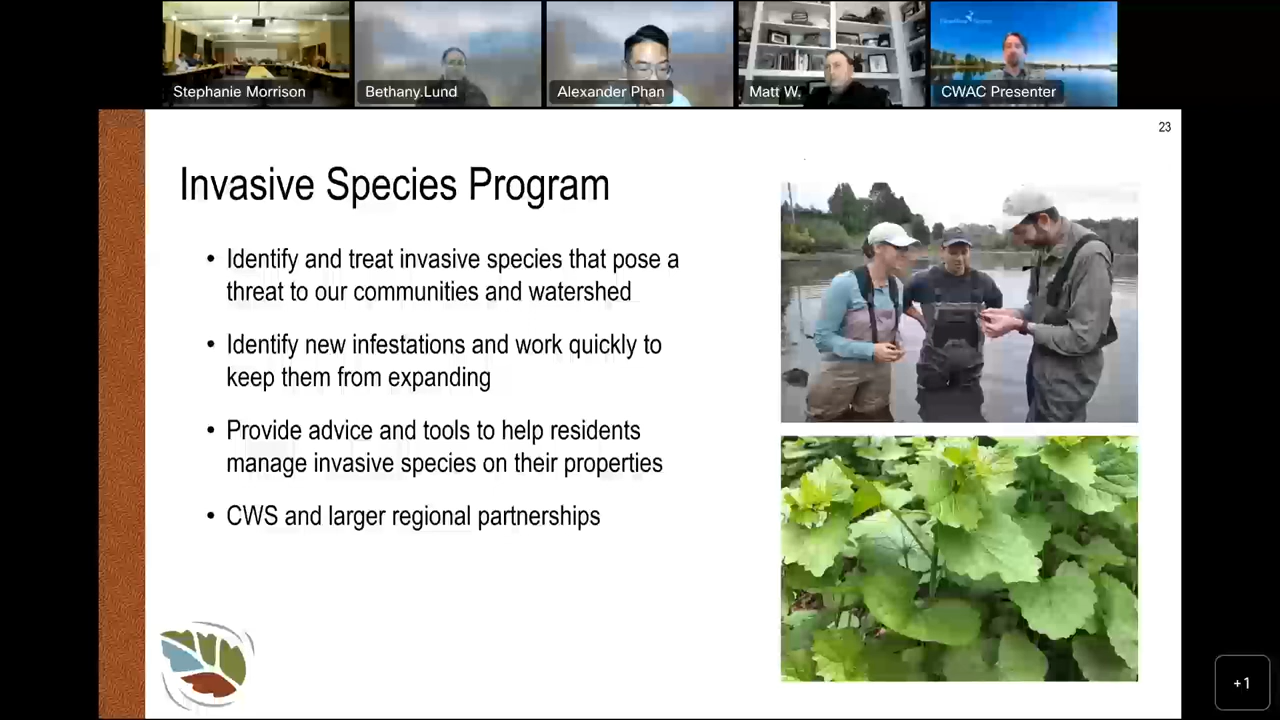 Stephanie Morrison
Bethany.Lund
Alexander Phan
Matt W.
CWAC Presenter
23
Invasive Species Program
• Identify and treat invasive species that pose a
threat to our communities and watershed
• Identify new infestations and work quickly to
keep them from expanding
• Provide advice and tools to help residents
manage invasive species on their properties
• CWS and larger regional partnerships
+1